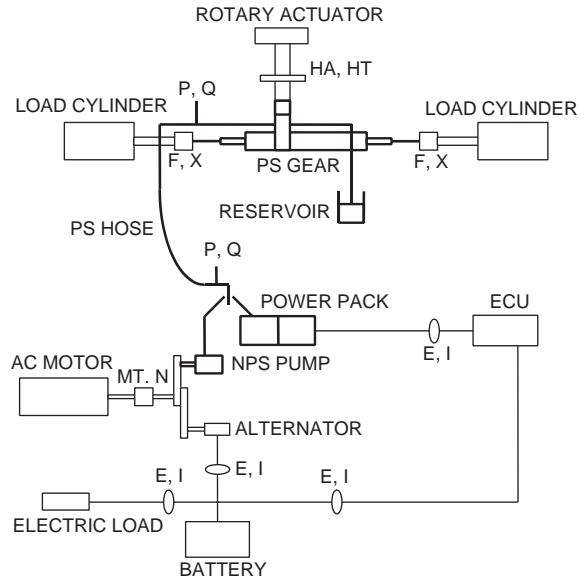 ROTARY ACTUATOR
HA, HT
P, Q
LOAD CYLINDER
LOAD CYLINDER
F, X
PS GEAR
F, X
RESERVOIR
PS HOSE
P, Q
POWER PACK
ECU
E, I
NPS PUMP
AC MOTOR
MT. N
ALTERNATOR
E, I
E, I
E, I
ELECTRIC LOAD
BATTERY